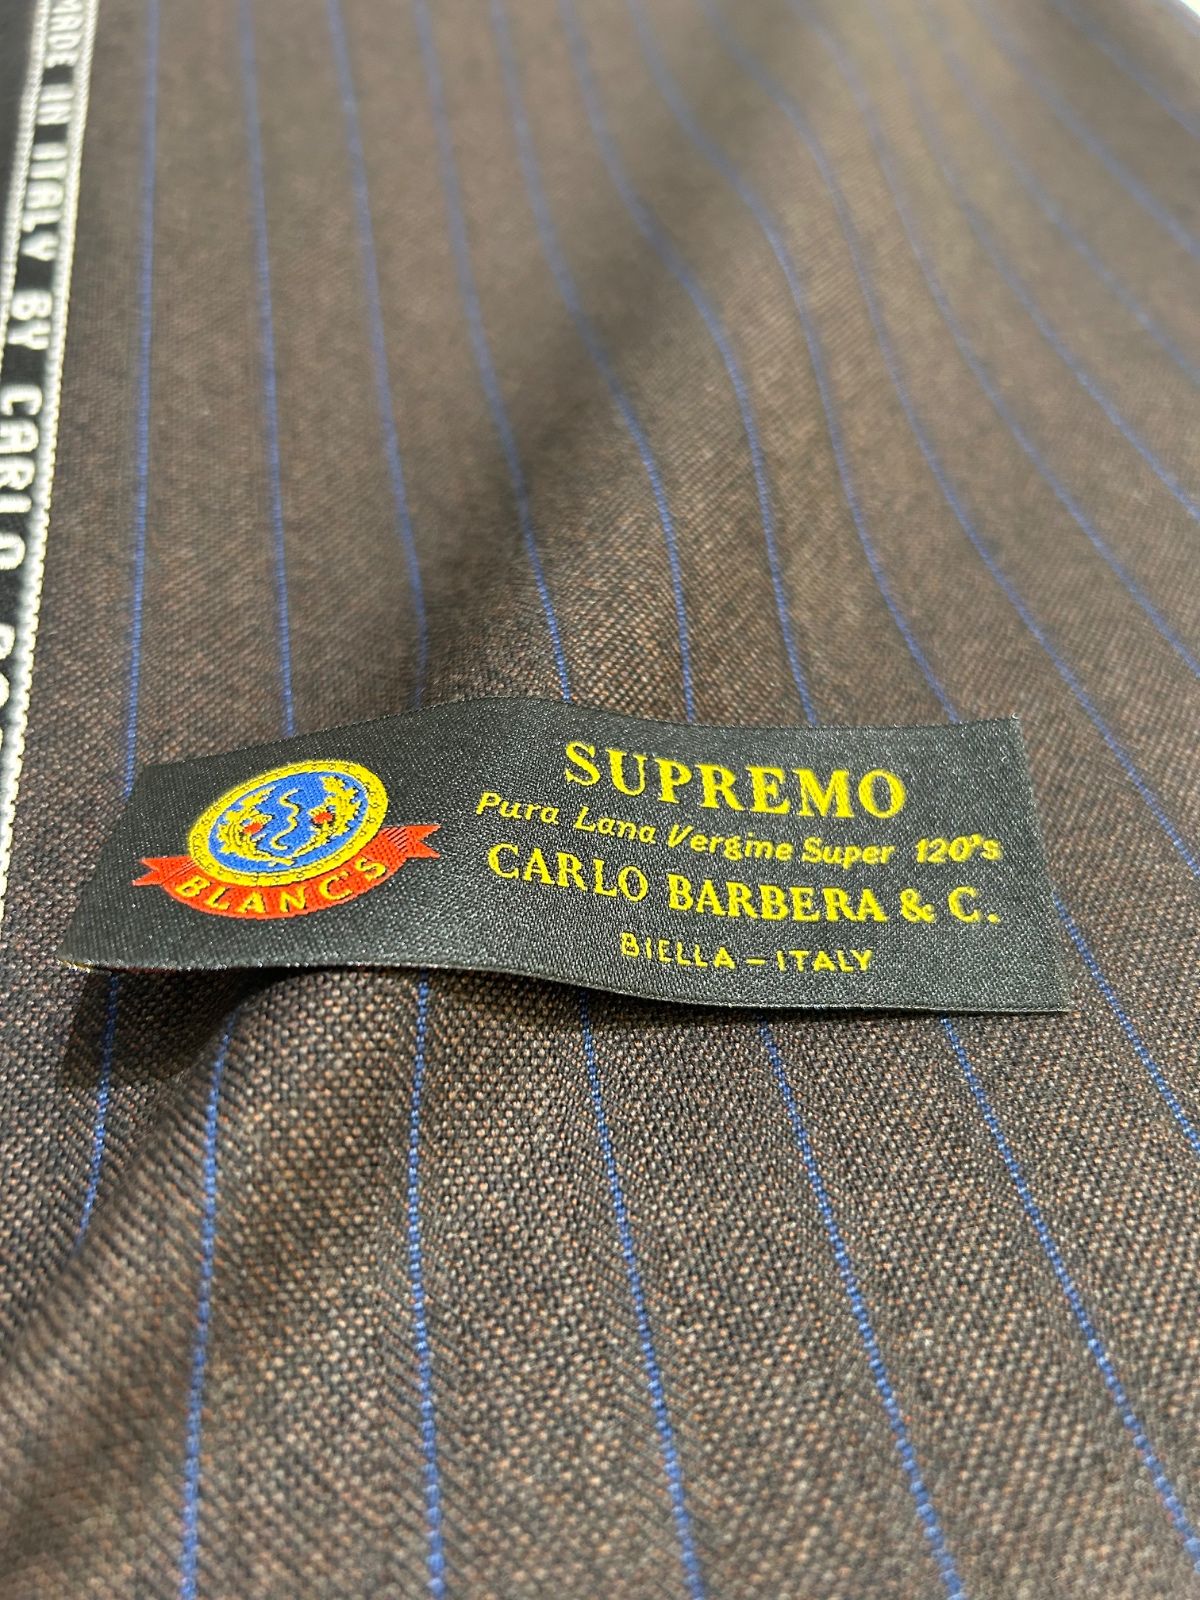 MADE IN ITALY BY CARLO
BLANC'S
SUPREMO
Pura Lana Vergine Super 120's
CARLO BARBERA & C.
BIELLA - ITALY